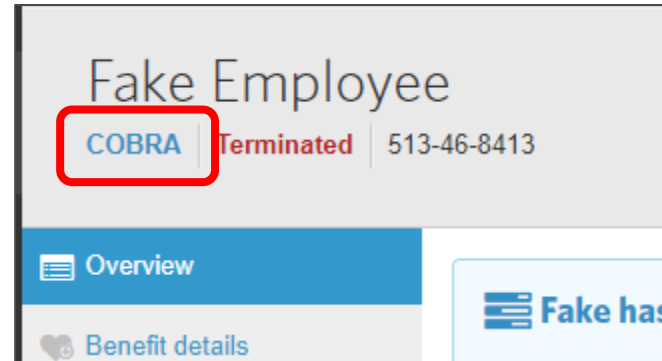 Fake Employee
COBRA Terminated 513-46-8413
Overview
Fake has
Benefit details